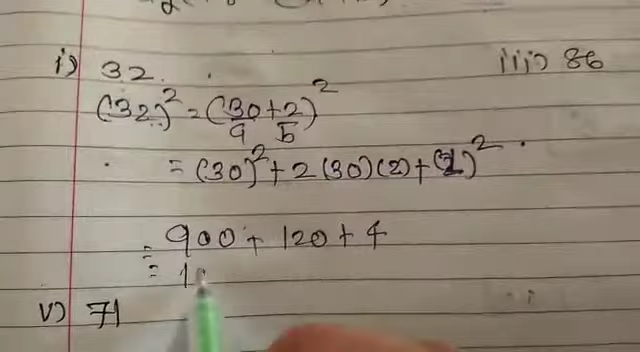 i) 32.
iii) 86
(32)² = (30+2)²
a b
= (30)² + 2(30)(2) + (2)²
= 900 + 120 + 4
= 1
v) 71